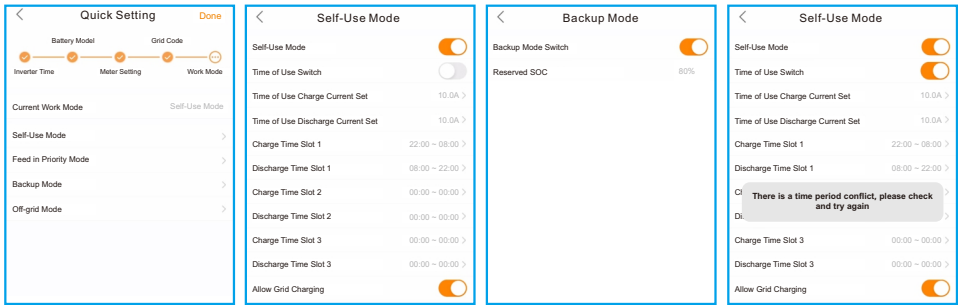 Quick Setting
Done
Battery Model
Grid Code
Inverter Time
Meter Setting
Work Mode
Current Work Mode
Self-Use Mode
Self-Use Mode
Feed in Priority Mode
Backup Mode
Off-grid Mode
Self-Use Mode
Self-Use Mode
Time of Use Switch
Time of Use Charge Current Set 10.0A
Time of Use Discharge Current Set 10.0A
Charge Time Slot 1 22:00 ~ 08:00
Discharge Time Slot 1 08:00 ~ 22:00
Charge Time Slot 2 00:00 ~ 00:00
Discharge Time Slot 2 00:00 ~ 00:00
Charge Time Slot 3 00:00 ~ 00:00
Discharge Time Slot 3 00:00 ~ 00:00
Allow Grid Charging
Backup Mode
Backup Mode Switch
Reserved SOC 80%
Self-Use Mode
Self-Use Mode
Time of Use Switch
Time of Use Charge Current Set 10.0A
Time of Use Discharge Current Set 10.0A
Charge Time Slot 1 22:00 ~ 08:00
Discharge Time Slot 1 08:00 ~ 22:00
There is a time period conflict, please check
and try again
Charge Time Slot 3 00:00 ~ 00:00
Discharge Time Slot 3 00:00 ~ 00:00
Allow Grid Charging